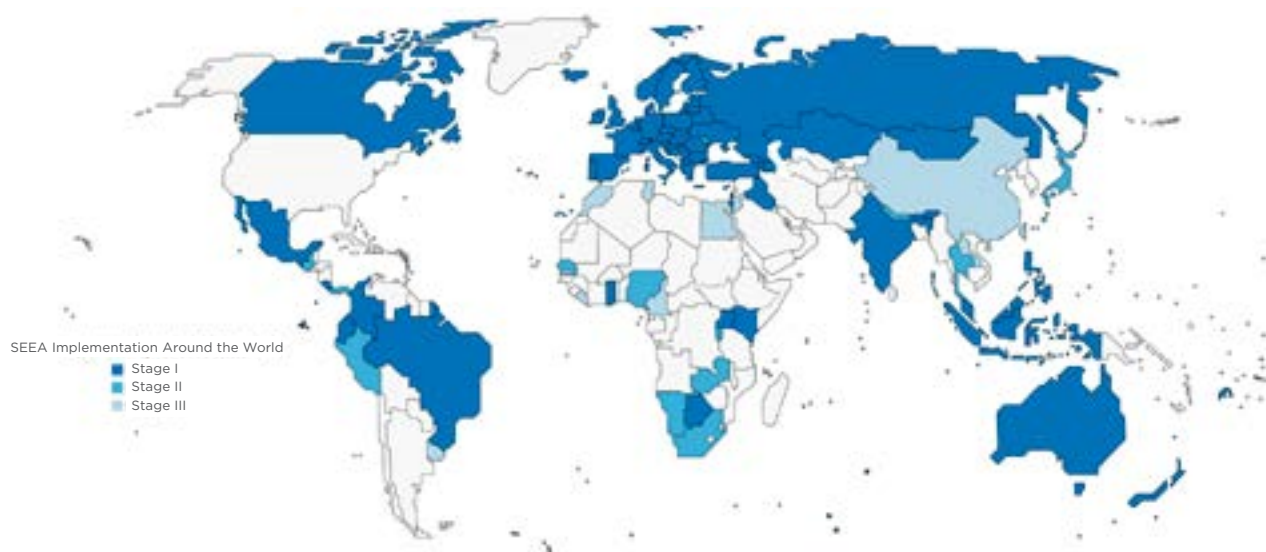 SEEA Implementation Around the World
Stage I
Stage II
Stage III